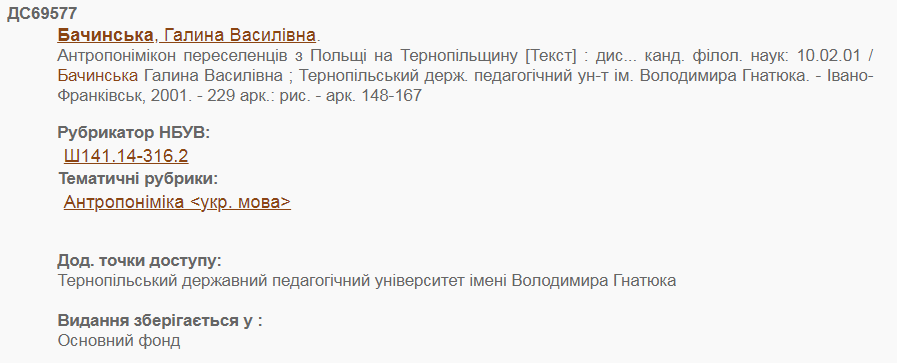 ДС69577
Бачинська, Галина Василівна.
Антропонімікон переселенців з Польщі на Тернопільщину [Текст] : дис... канд. філол. наук: 10.02.01 /
Бачинська Галина Василівна ; Тернопільський держ. педагогічний ун-т ім. Володимира Гнатюка. - Івано-
Франківськ, 2001. - 229 арк.: рис. - арк. 148-167
Рубрикатор НБУВ:
Ш141.14-316.2
Тематичні рубрики:
Антропоніміка <укр. мова>
Дод. точки доступу:
Тернопільський державний педагогічний університет імені Володимира Гнатюка
Видання зберігається у :
Основний фонд